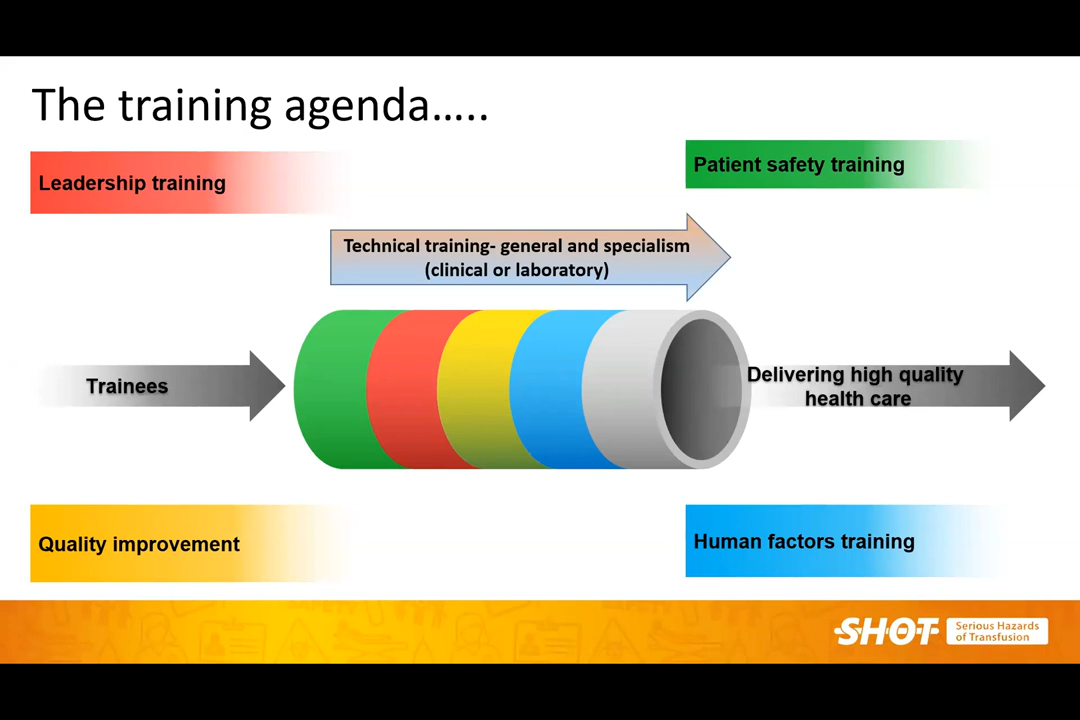 The training agenda…..
Leadership training
Patient safety training
Technical training- general and specialism
(clinical or laboratory)
Trainees
Delivering high quality
health care
Quality improvement
Human factors training
SHOT
Serious Hazards
of Transfusion